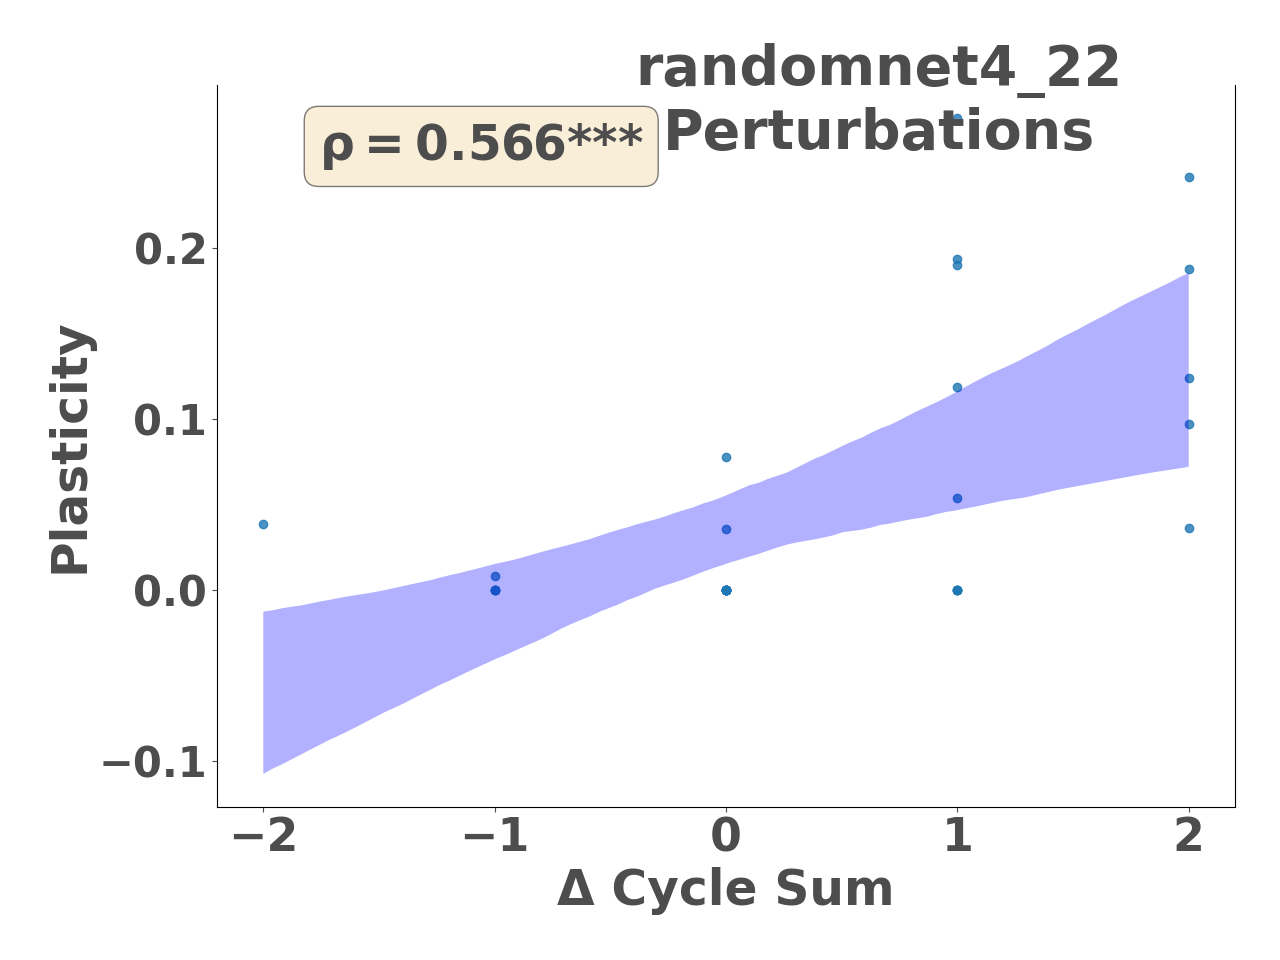 randomnet4_22
Perturbations
ρ = 0.566***
Plasticity
0.2
0.1
0.0
−0.1
−2 −1 0 1 2
Δ Cycle Sum